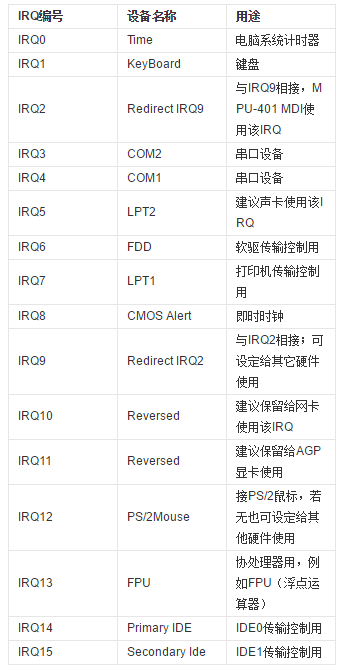 IRQ编号 设备名称 用途
IRQ0 Time 电脑系统计时器
IRQ1 KeyBoard 键盘
IRQ2 Redirect IRQ9 与IRQ9相接，M
PU-401 MDI使
用该IRQ
IRQ3 COM2 串口设备
IRQ4 COM1 串口设备
IRQ5 LPT2 建议声卡使用该I
RQ
IRQ6 FDD 软驱传输控制用
IRQ7 LPT1 打印机传输控制
用
IRQ8 CMOS Alert 即时时钟
IRQ9 Redirect IRQ2 与IRQ2相接；可
设定给其它硬件
使用
IRQ10 Reversed 建议保留给网卡
使用该IRQ
IRQ11 Reversed 建议保留给AGP
显卡使用
IRQ12 PS/2Mouse 接PS/2鼠标，若
无也可设定给其
他硬件使用
IRQ13 FPU 协处理器用，例
如FPU（浮点运
算器）
IRQ14 Primary IDE IDE0传输控制用
IRQ15 Secondary Ide IDE1传输控制用